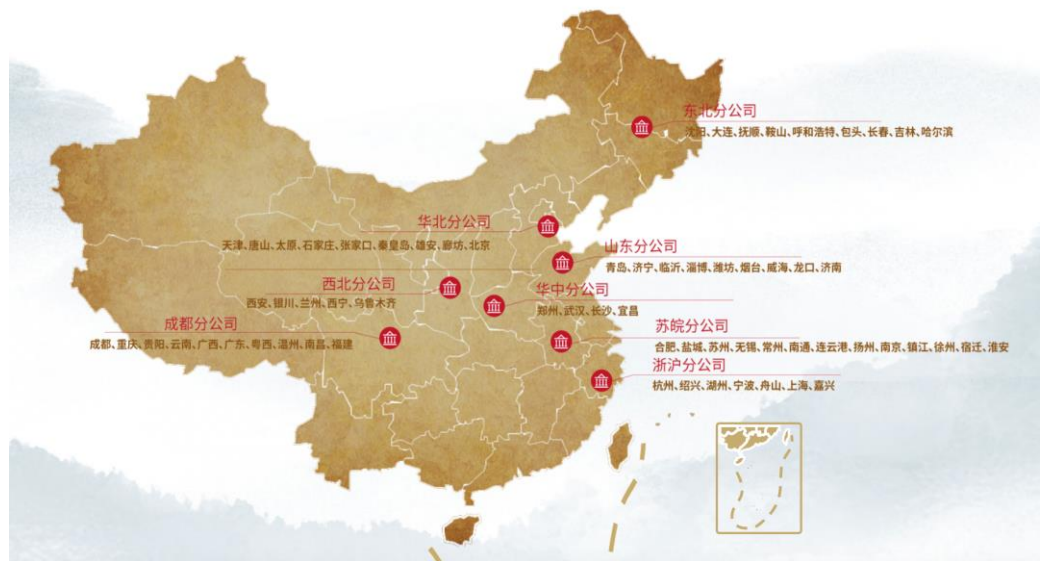 东北分公司
沈阳、大连、抚顺、鞍山、呼和浩特、包头、长春、吉林、哈尔滨
华北分公司
天津、唐山、太原、石家庄、张家口、秦皇岛、雄安、廊坊、北京
山东分公司
青岛、济宁、临沂、淄博、潍坊、烟台、威海、龙口、济南
西北分公司
西安、银川、兰州、西宁、乌鲁木齐
华中分公司
郑州、武汉、长沙、宜昌
成都分公司
成都、重庆、贵阳、云南、广西、广东、粤西、温州、南昌、福建
苏皖分公司
合肥、盐城、苏州、无锡、常州、南通、连云港、扬州、南京、镇江、徐州、宿迁、淮安
浙沪分公司
杭州、绍兴、湖州、宁波、舟山、上海、嘉兴